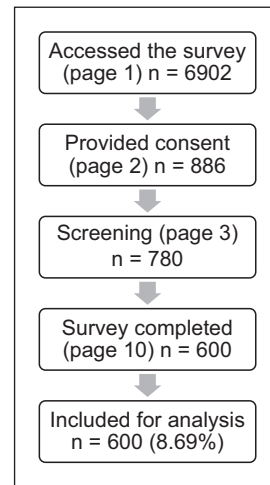 Accessed the survey
(page 1) n = 6902
Provided consent
(page 2) n = 886
Screening (page 3)
n = 780
Survey completed
(page 10) n = 600
Included for analysis
n = 600 (8.69%)